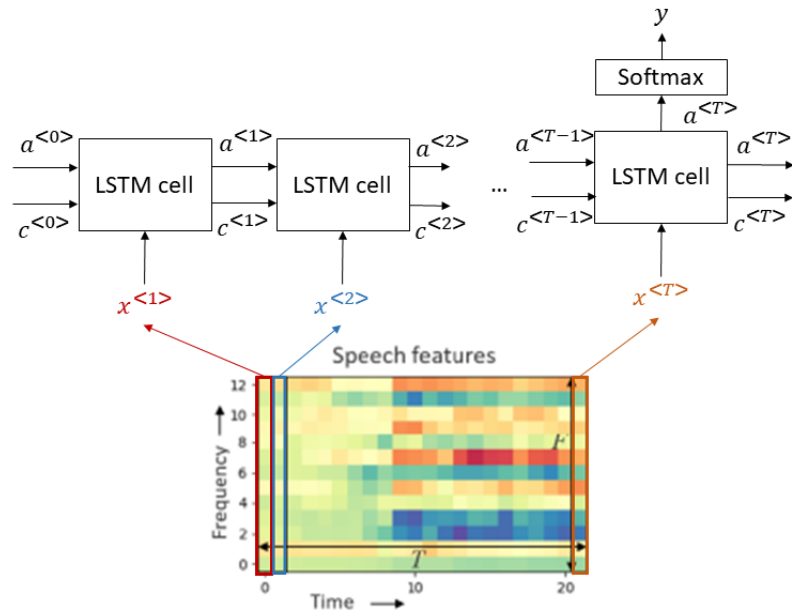 y
Softmax
a<T>
a<0> a<1> a<2> a<T−1> a<T>
LSTM cell LSTM cell ... LSTM cell
c<0> c<1> c<2> c<T−1> c<T>
x<1> x<2> x<T>
Speech features
12
10
8
6
4
2
0
Frequency
F
T
0 10 20
Time